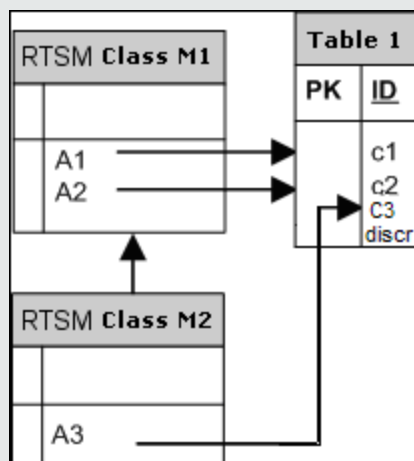 RTSM Class M1
A1
A2
Table 1
PK ID
c1
c2
C3
discr
RTSM Class M2
A3